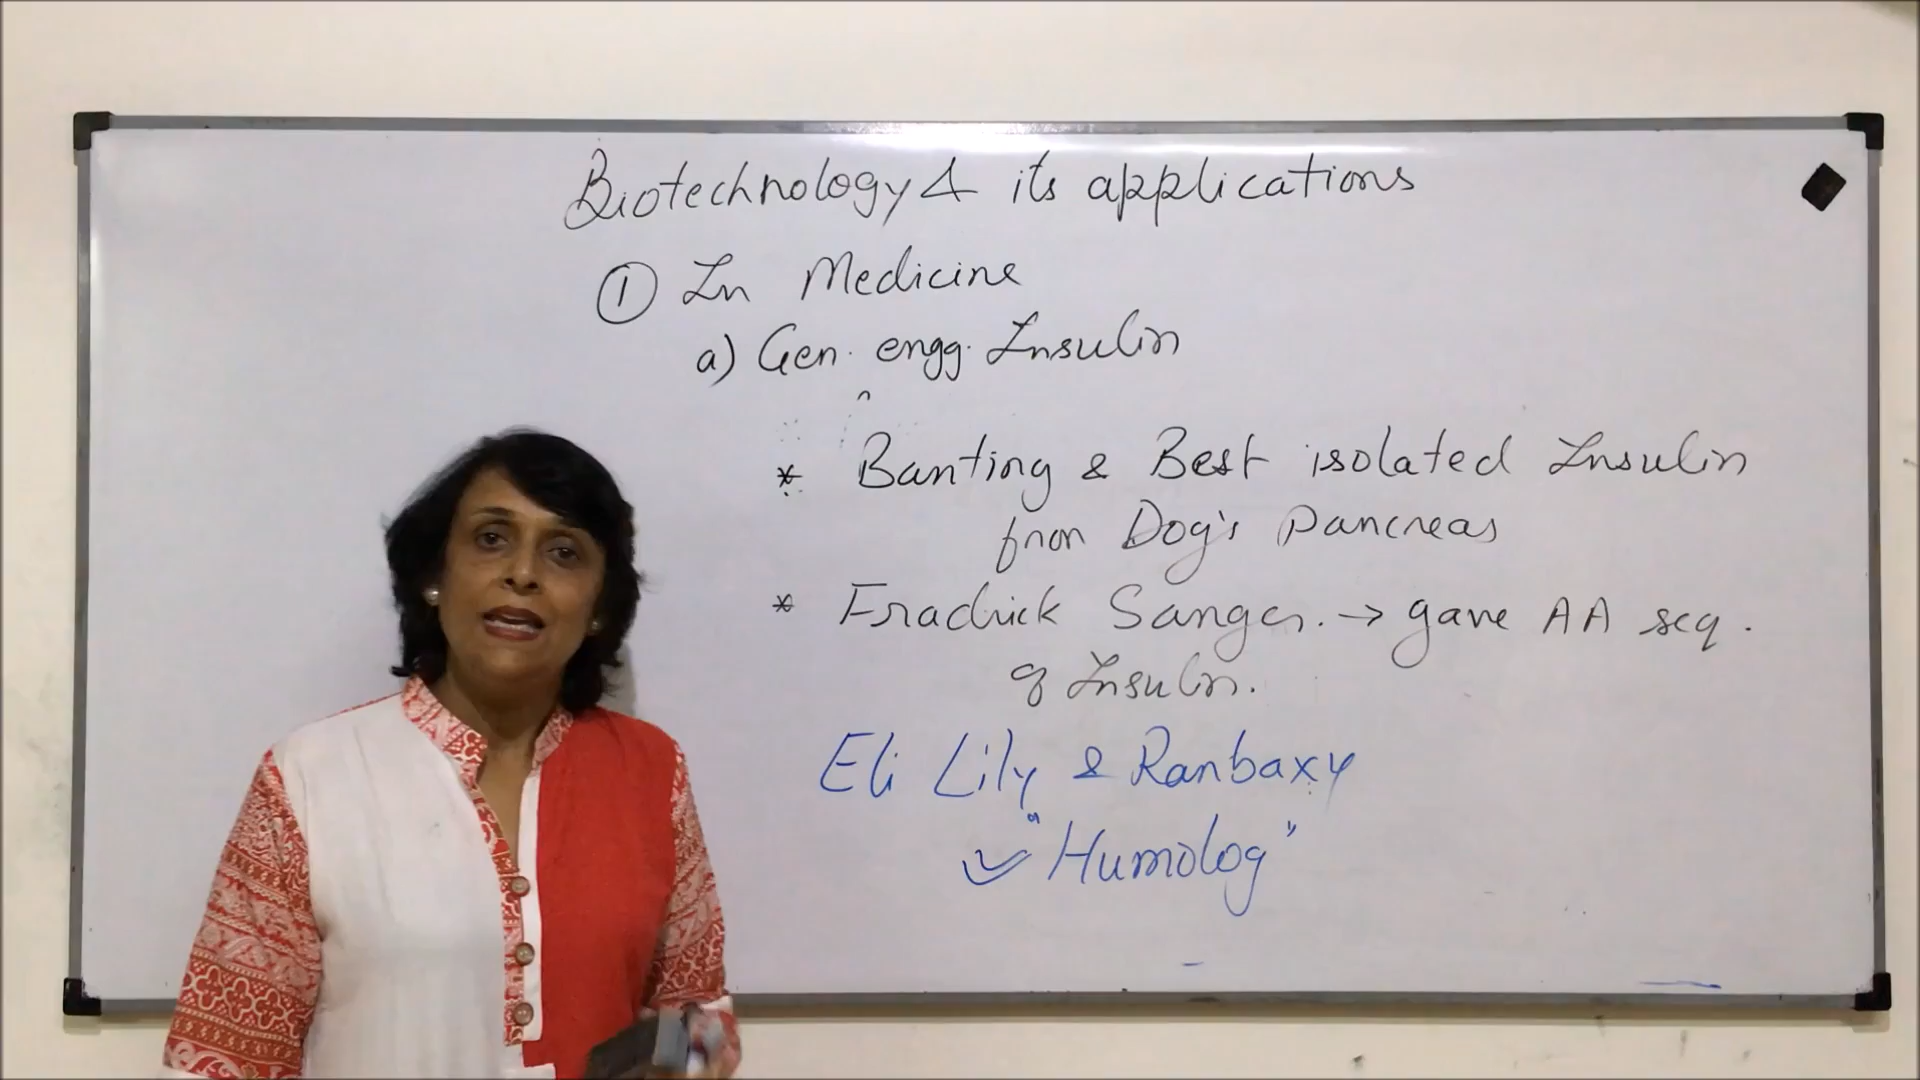 Biotechnology & its applications
① In Medicine
a) Gen. engg. Insulin
* Banting & Best isolated Insulin
from Dog's Pancreas
* Fradrick Sanger. → gave AA seq.
of Insulin.
Eli Lily & Ranbaxy
"Humolog"